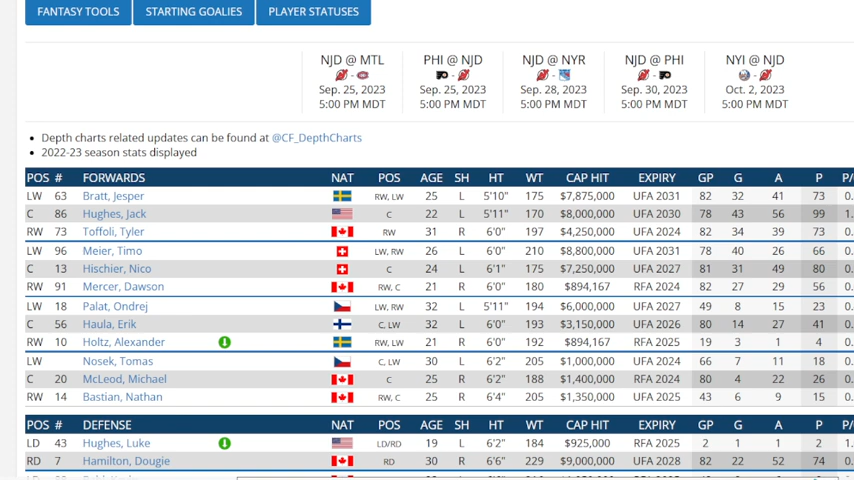 FANTASY TOOLS STARTING GOALIES PLAYER STATUSES
NJD @ MTL PHI @ NJD NJD @ NYR NJD @ PHI NYI @ NJD
Sep. 25, 2023 Sep. 25, 2023 Sep. 28, 2023 Sep. 30, 2023 Oct. 2, 2023
5:00 PM MDT 5:00 PM MDT 5:00 PM MDT 5:00 PM MDT 5:00 PM MDT
• Depth charts related updates can be found at @CF_DepthCharts
• 2022-23 season stats displayed
POS # FORWARDS NAT POS AGE SH HT WT CAP HIT EXPIRY GP G A P P/
LW 63 Bratt, Jesper RW, LW 25 L 5'10" 175 $7,875,000 UFA 2031 82 32 41 73 0.
C 86 Hughes, Jack C 22 L 5'11" 170 $8,000,000 UFA 2030 78 43 56 99 1.
RW 73 Toffoli, Tyler RW 31 R 6'0" 197 $4,250,000 UFA 2024 82 34 39 73 0.
LW 96 Meier, Timo LW, RW 26 L 6'0" 210 $8,800,000 UFA 2031 78 40 26 66 0.
C 13 Hischier, Nico C 24 L 6'1" 175 $7,250,000 UFA 2027 81 31 49 80 0.
RW 91 Mercer, Dawson RW, C 21 R 6'0" 180 $894,167 RFA 2024 82 27 29 56 0.
LW 18 Palat, Ondrej LW, RW 32 L 5'11" 194 $6,000,000 UFA 2027 49 8 15 23 0.
C 56 Haula, Erik C, LW 32 L 6'0" 193 $3,150,000 UFA 2026 80 14 27 41 0.
RW 10 Holtz, Alexander RW 21 R 6'0" 192 $894,167 RFA 2025 19 3 1 4 0.
LW Nosek, Tomas C, LW 30 L 6'2" 205 $1,000,000 UFA 2024 66 7 11 18 0.
C 20 McLeod, Michael C 25 R 6'2" 188 $1,400,000 RFA 2024 80 4 22 26 0.
RW 14 Bastian, Nathan RW, C 25 R 6'4" 205 $1,350,000 UFA 2025 43 6 9 15 0.
POS # DEFENSE NAT POS AGE SH HT WT CAP HIT EXPIRY GP G A P P/
LD 43 Hughes, Luke LD/RD 19 L 6'2" 184 $925,000 RFA 2025 2 1 1 2 1.
RD 7 Hamilton, Dougie RD 30 R 6'6" 229 $9,000,000 UFA 2028 82 22 52 74 0.